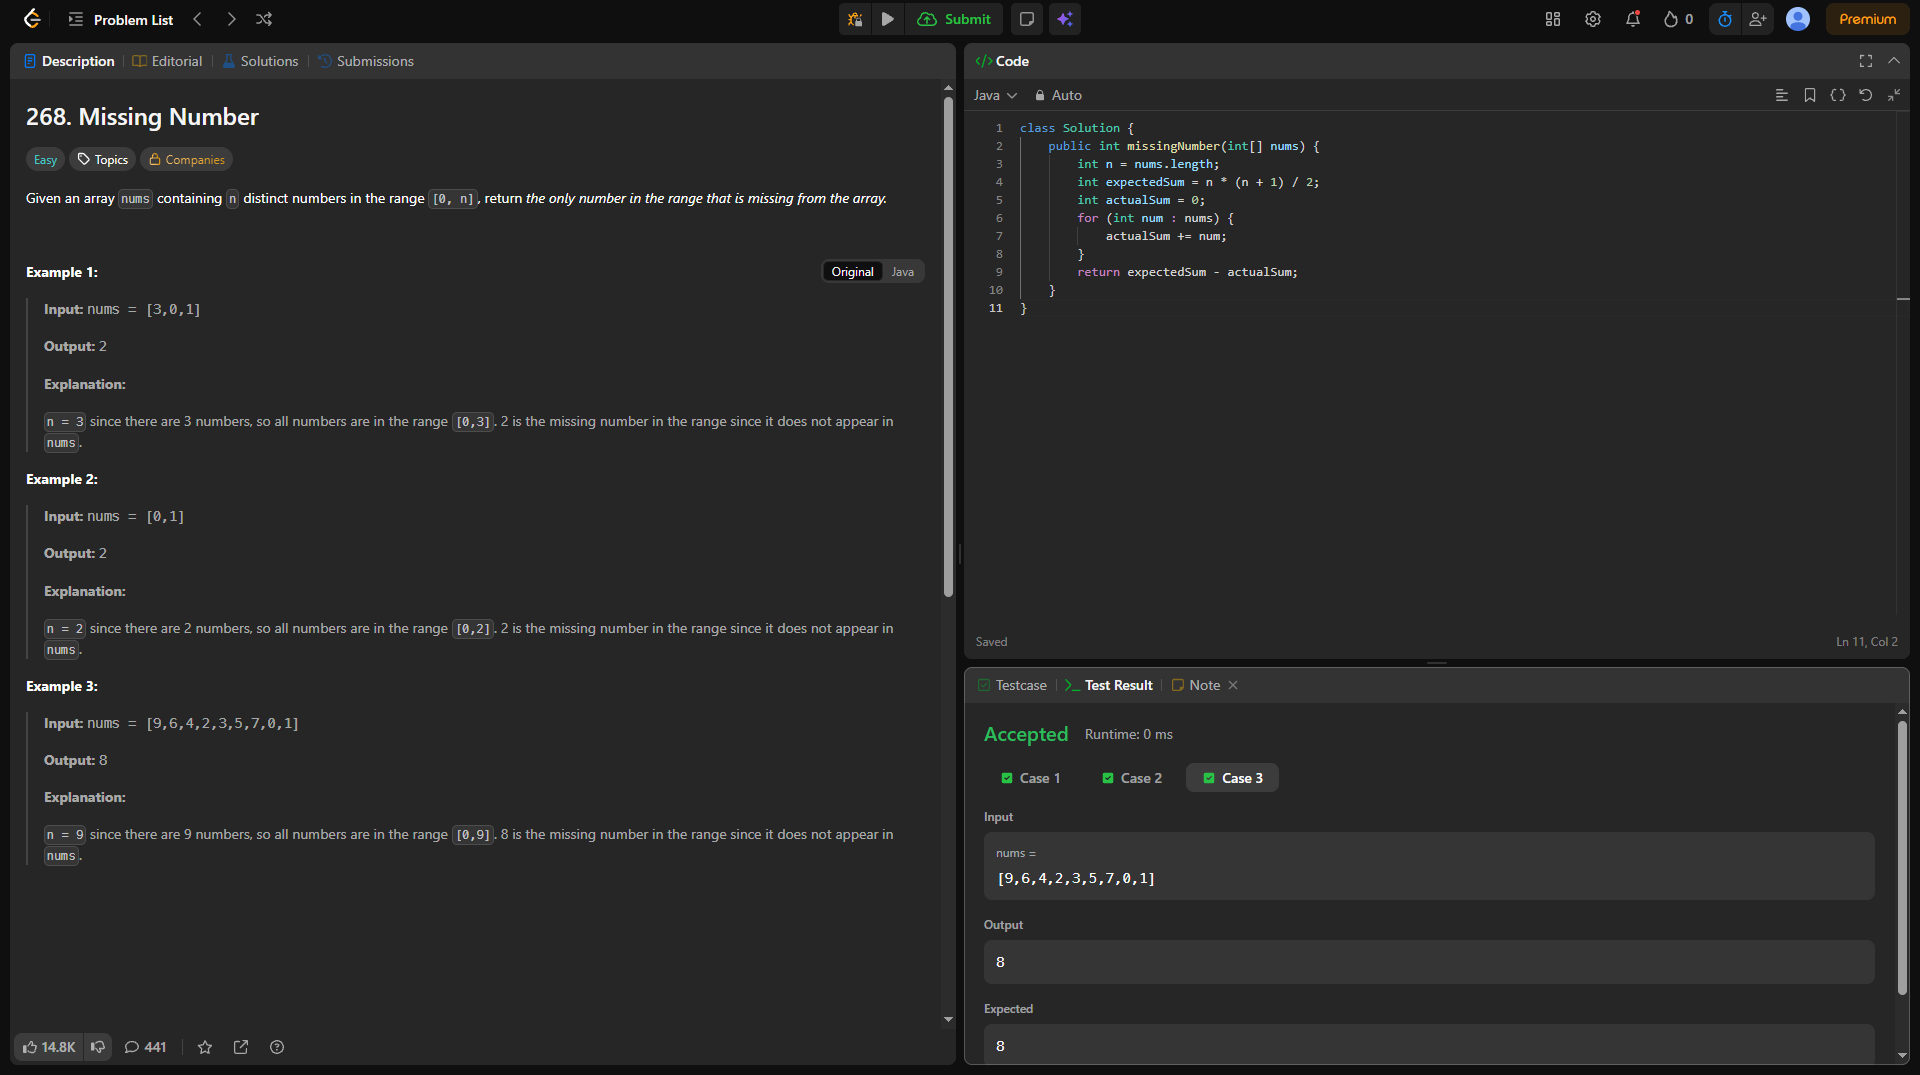 Problem List
Submit
0
Premium
Description
Editorial
Solutions
Submissions
268. Missing Number
Easy
Topics
Companies
Given an array nums containing n distinct numbers in the range [0, n], return the only number in the range that is missing from the array.
Example 1:
Original
Java
Input: nums = [3,0,1]
Output: 2
Explanation:
n = 3 since there are 3 numbers, so all numbers are in the range [0,3]. 2 is the missing number in the range since it does not appear in
nums.
Example 2:
Input: nums = [0,1]
Output: 2
Explanation:
n = 2 since there are 2 numbers, so all numbers are in the range [0,2]. 2 is the missing number in the range since it does not appear in
nums.
Example 3:
Input: nums = [9,6,4,2,3,5,7,0,1]
Output: 8
Explanation:
n = 9 since there are 9 numbers, so all numbers are in the range [0,9]. 8 is the missing number in the range since it does not appear in
nums.
14.8K
441
</> Code
Java
Auto
1 class Solution {
2 public int missingNumber(int[] nums) {
3 int n = nums.length;
4 int expectedSum = n * (n + 1) / 2;
5 int actualSum = 0;
6 for (int num : nums) {
7 actualSum += num;
8 }
9 return expectedSum - actualSum;
10 }
11 }
Saved
Ln 11, Col 2
Testcase
Test Result
Note
Accepted
Runtime: 0 ms
Case 1
Case 2
Case 3
Input
nums =
[9,6,4,2,3,5,7,0,1]
Output
8
Expected
8